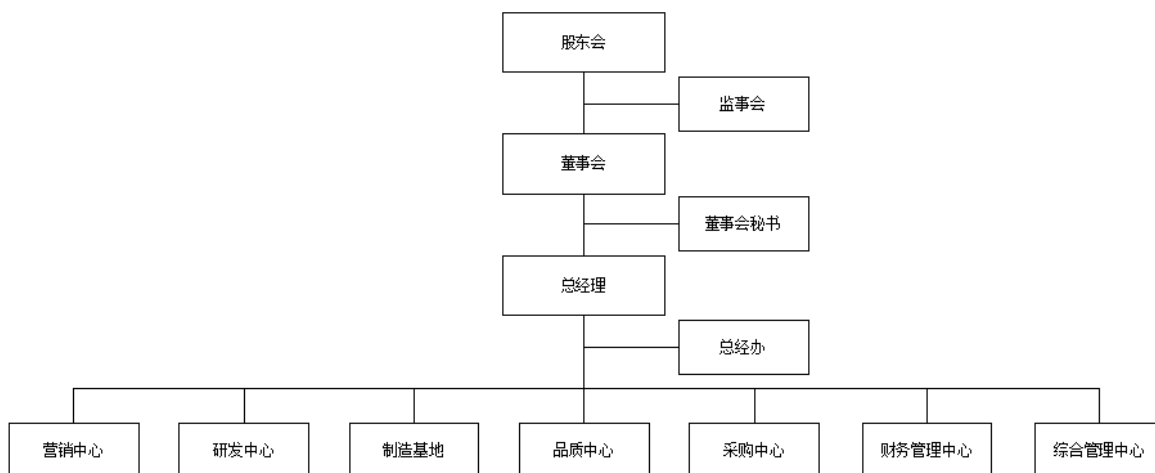 股东会
监事会
董事会
董事会秘书
总经理
总经办
营销中心
研发中心
制造基地
品质中心
采购中心
财务管理中心
综合管理中心